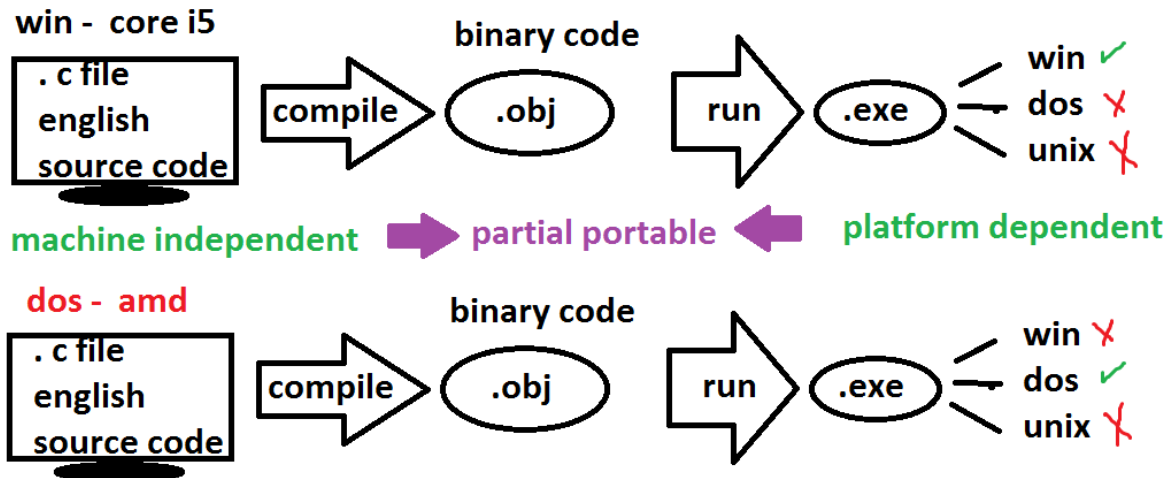 win - core i5
. c file
english
source code
compile
binary code
.obj
run
.exe
win
dos
unix
machine independent
partial portable
platform dependent
dos - amd
. c file
english
source code
compile
binary code
.obj
run
.exe
win
dos
unix